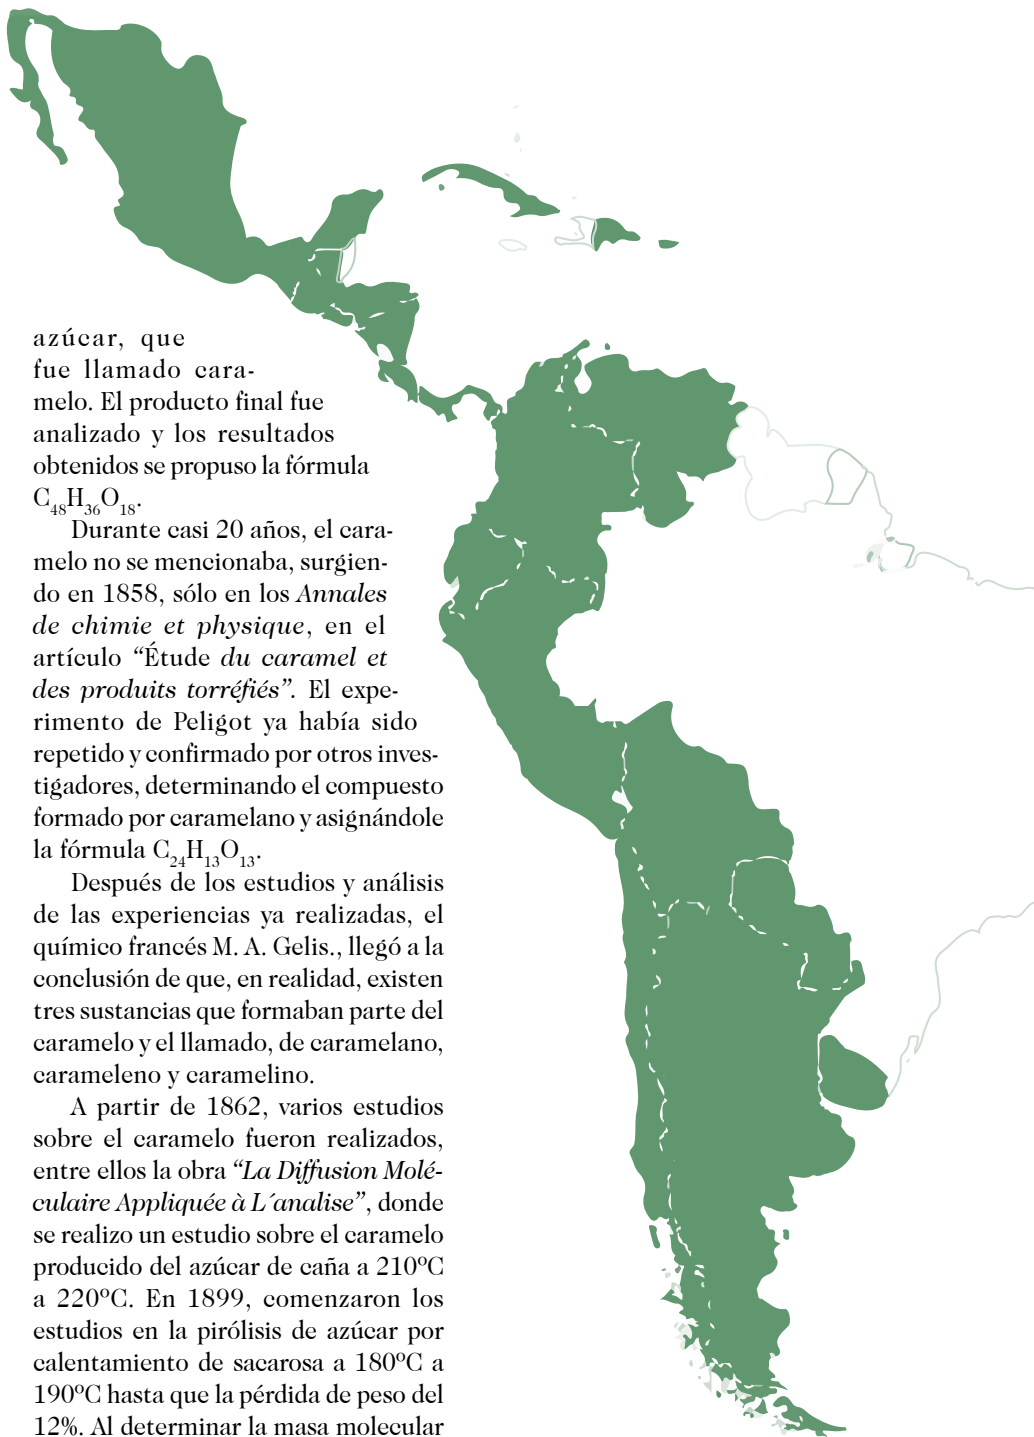 azúcar, que
fue llamado cara-
melo. El producto final fue
analizado y los resultados
obtenidos se propuso la fórmula
C₄₈H₃₆O₁₈.
Durante casi 20 años, el cara-
melo no se mencionaba, surgien-
do en 1858, sólo en los Annales
de chimie et physique, en el
artículo “Étude du caramel et
des produits torréfiés”. El expe-
rimento de Peligot ya había sido
repetido y confirmado por otros inves-
tigadores, determinando el compuesto
formado por caramelano y asignándole
la fórmula C₂₄H₁₃O₁₃.
Después de los estudios y análisis
de las experiencias ya realizadas, el
químico francés M. A. Gelis., llegó a la
conclusión de que, en realidad, existen
tres sustancias que formaban parte del
caramelo y el llamado, de caramelano,
carameleno y caramelino.
A partir de 1862, varios estudios
sobre el caramelo fueron realizados,
entre ellos la obra “La Diffusion Molé-
culaire Appliquée à L´analise”, donde
se realizo un estudio sobre el caramelo
producido del azúcar de caña a 210ºC
a 220ºC. En 1899, comenzaron los
estudios en la pirólisis de azúcar por
calentamiento de sacarosa a 180ºC a
190ºC hasta que la pérdida de peso del
12%. Al determinar la masa molecular